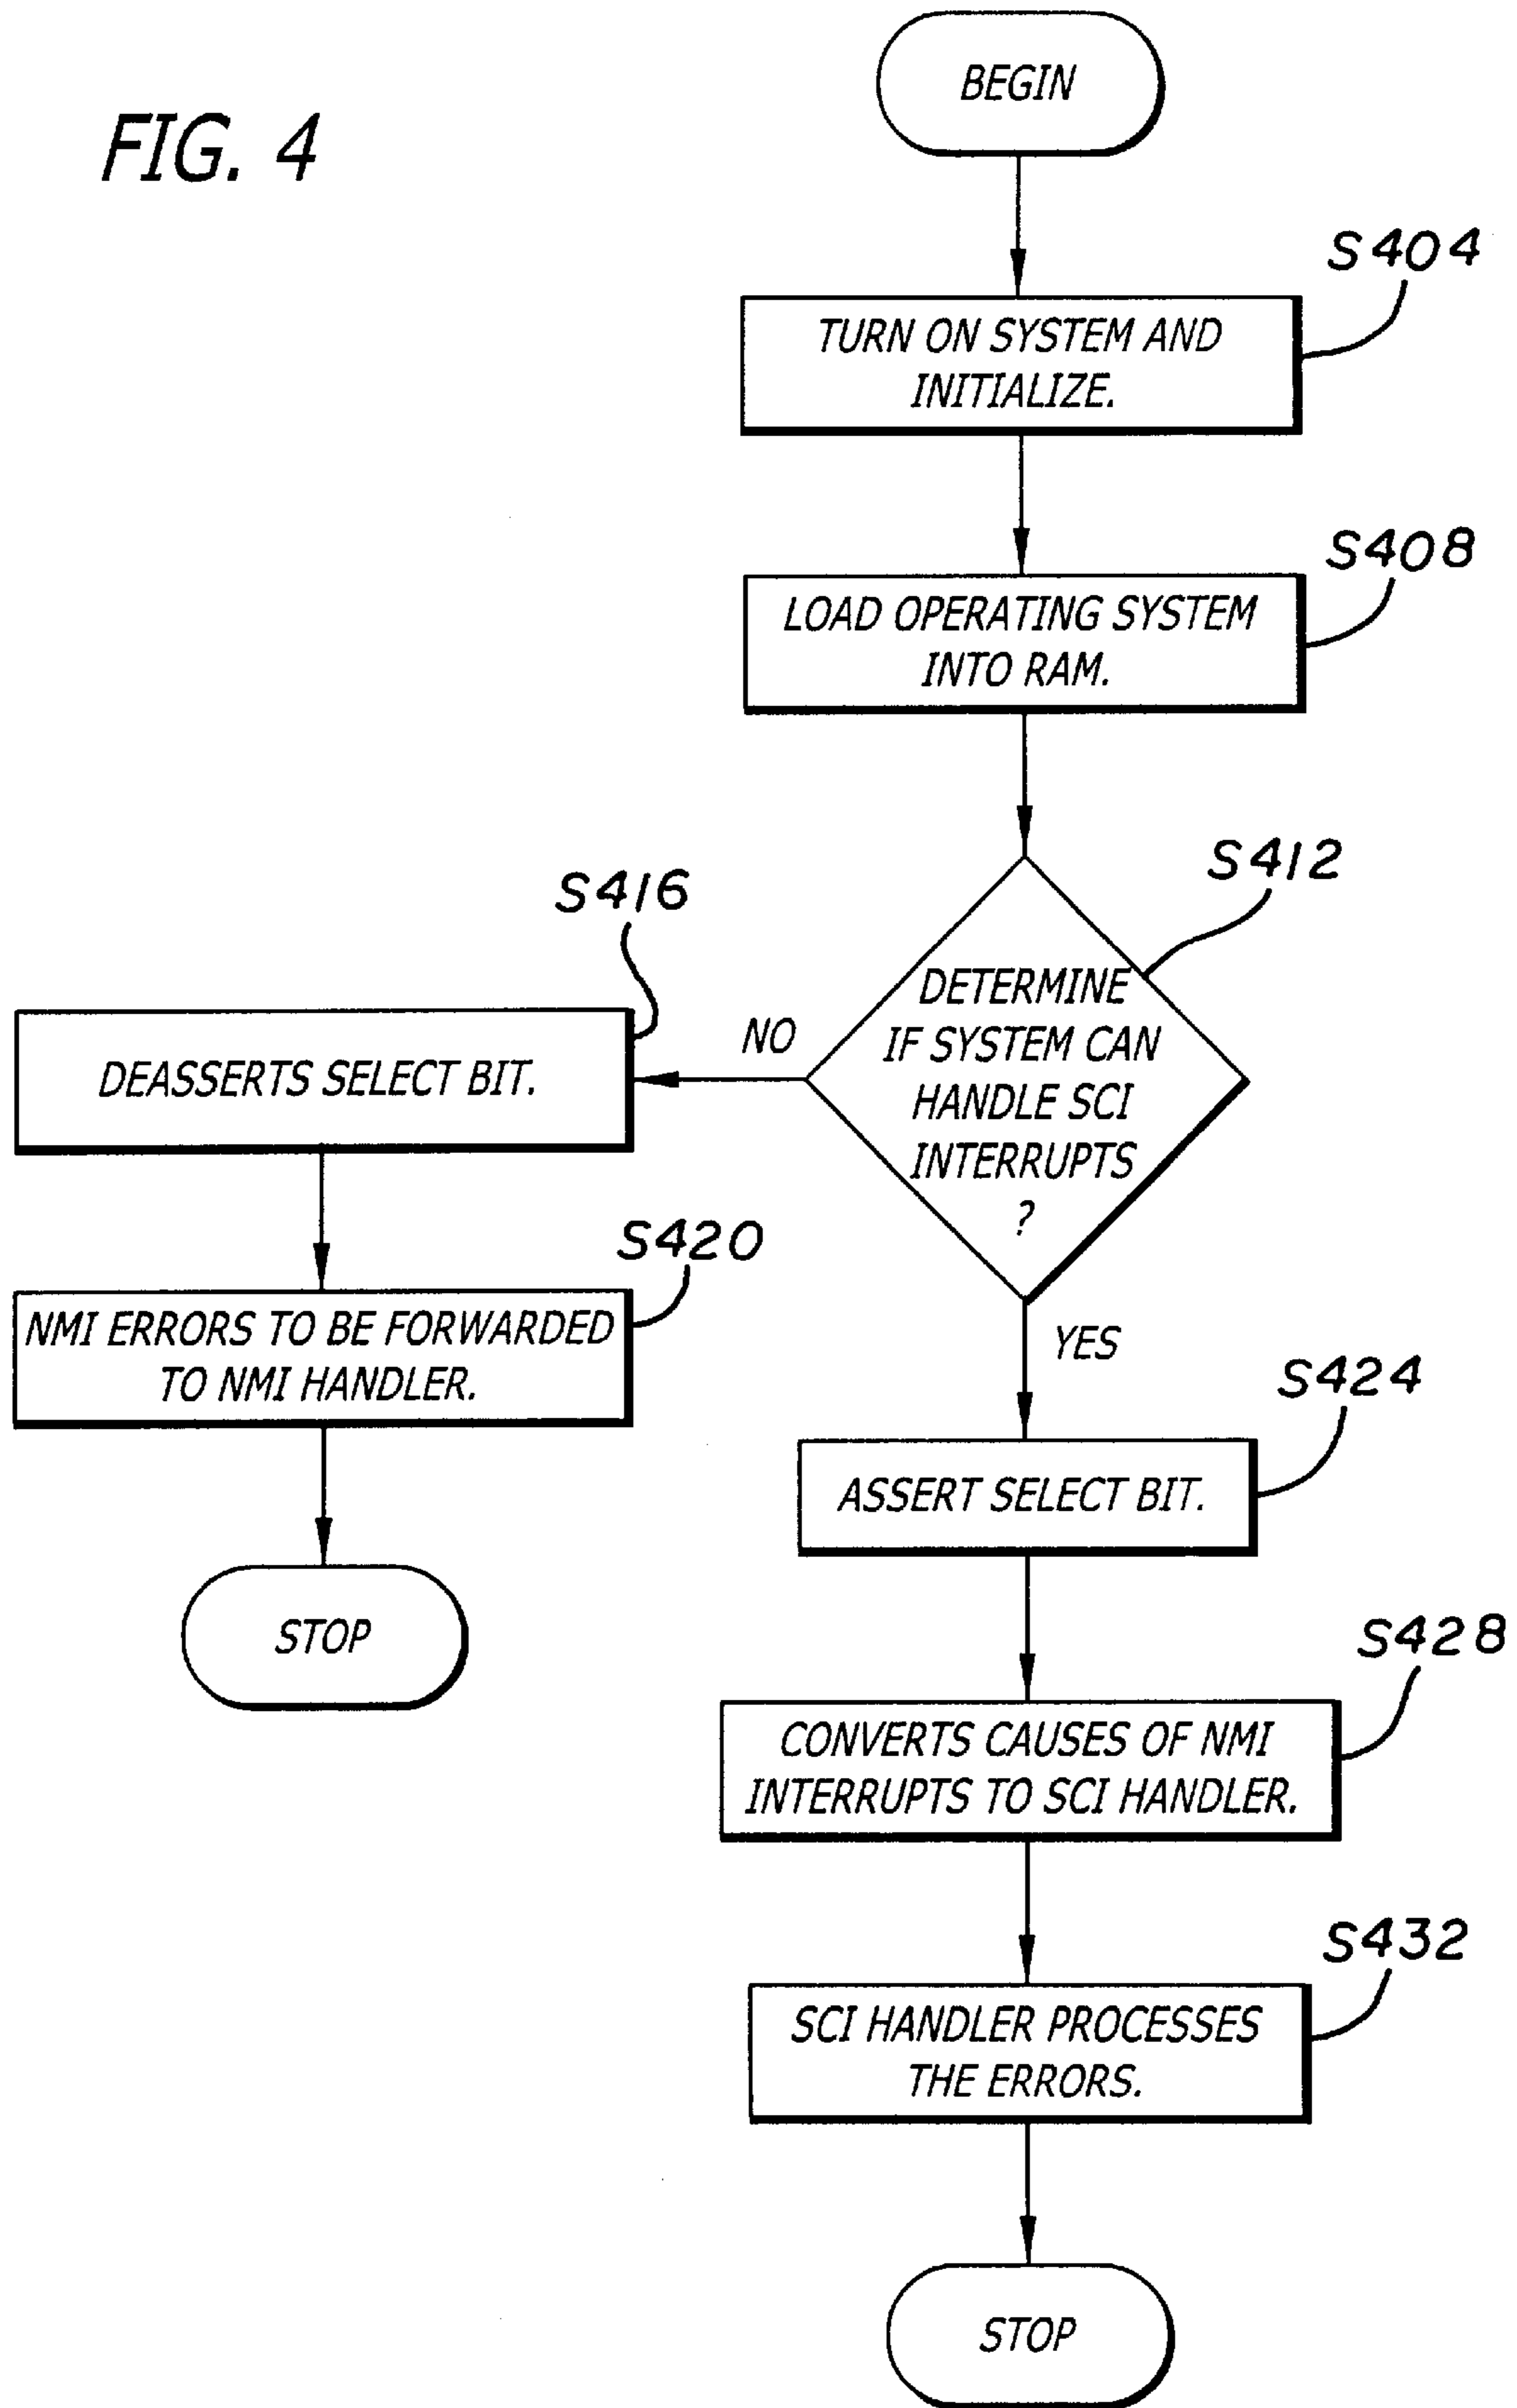 FIG. 4
BEGIN
S404
TURN ON SYSTEM AND
INITIALIZE.
S408
LOAD OPERATING SYSTEM
INTO RAM.
S412
DETERMINE
IF SYSTEM CAN
HANDLE SCI
INTERRUPTS
?
NO
S416
DEASSERTS SELECT BIT.
S420
NMI ERRORS TO BE FORWARDED
TO NMI HANDLER.
STOP
YES
S424
ASSERT SELECT BIT.
S428
CONVERTS CAUSES OF NMI
INTERRUPTS TO SCI HANDLER.
S432
SCI HANDLER PROCESSES
THE ERRORS.
STOP